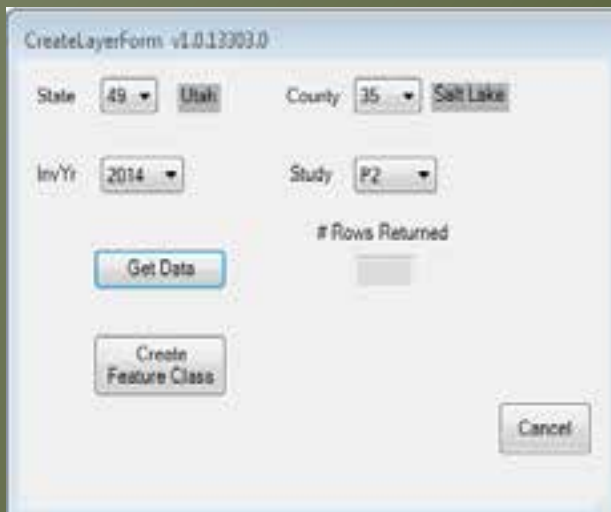 CreateLayerForm v1.0.13303.0
State 49 Utah County 35 Salt Lake
InvYr 2014 Study P2
# Rows Returned
Get Data
Create
Feature Class
Cancel